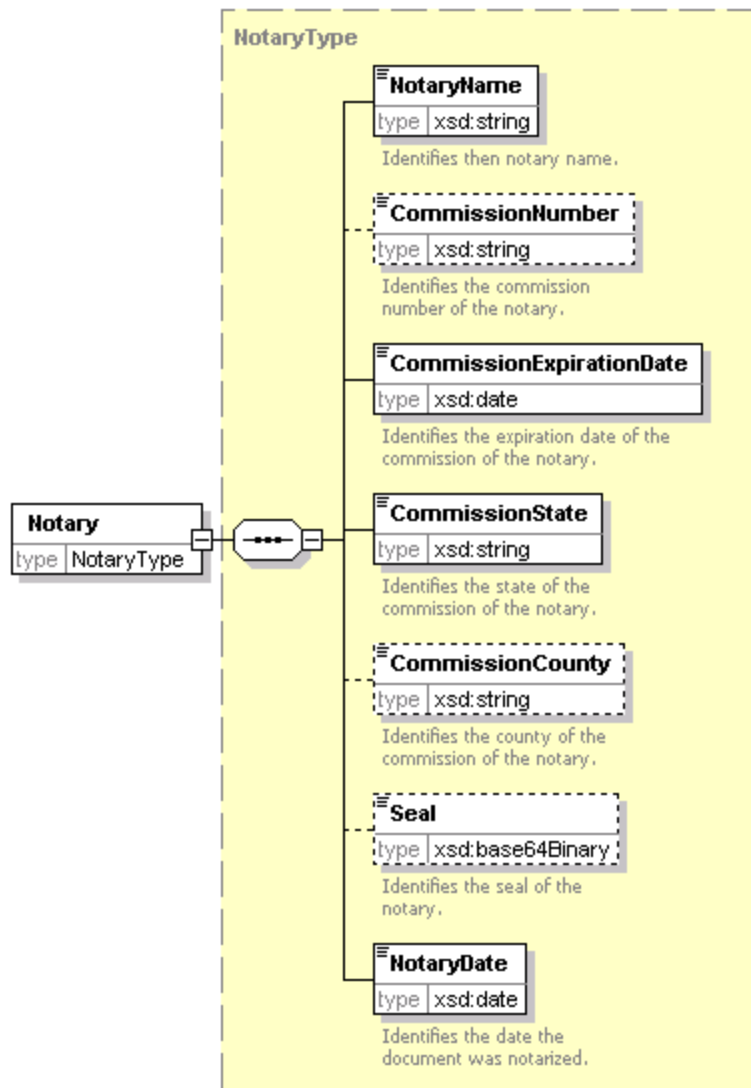 NotaryType
NotaryName
type xsd:string
Identifies then notary name.
CommissionNumber
type xsd:string
Identifies the commission
number of the notary.
CommissionExpirationDate
type xsd:date
Identifies the expiration date of the
commission of the notary.
Notary
type NotaryType
CommissionState
type xsd:string
Identifies the state of the
commission of the notary.
CommissionCounty
type xsd:string
Identifies the county of the
commission of the notary.
Seal
type xsd:base64Binary
Identifies the seal of the
notary.
NotaryDate
type xsd:date
Identifies the date the
document was notarized.